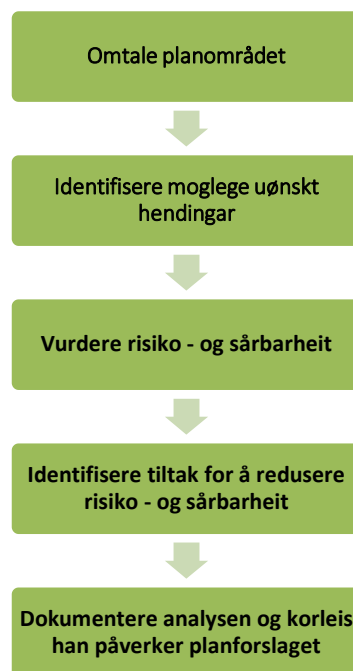 Omtale planområdet
Identifisere moglege uønskt
hendingar
Vurdere risiko - og sårbarheit
Identifisere tiltak for å redusere
risiko - og sårbarheit
Dokumentere analysen og korleis
han påverker planforslaget